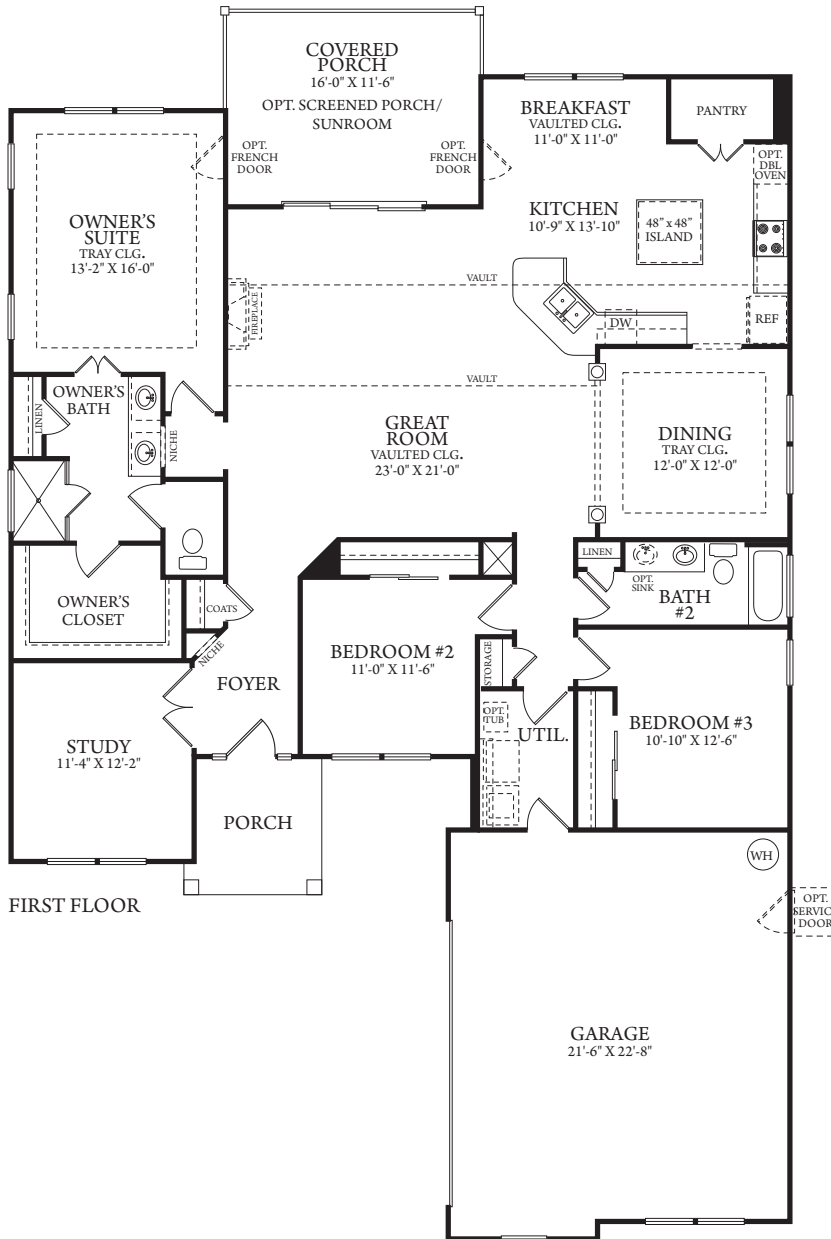 COVERED
PORCH
16'-0" X 11'-6"
OPT. SCREENED PORCH/
SUNROOM
OPT.
FRENCH
DOOR
OPT.
FRENCH
DOOR
BREAKFAST
VAULTED CLG.
11'-0" X 11'-0"
PANTRY
OPT.
DBL
OVEN
OWNER'S
SUITE
TRAY CLG.
13'-2" X 16'-0"
KITCHEN
10'-9" X 13'-10"
48" x 48"
ISLAND
VAULT
FIREPLACE
DW
REF
VAULT
OWNER'S
BATH
LINEN
NICHE
GREAT
ROOM
VAULTED CLG.
23'-0" X 21'-0"
DINING
TRAY CLG.
12'-0" X 12'-0"
OWNER'S
CLOSET
COATS
NICHE
LINEN
OPT.
SINK
BATH
#2
BEDROOM #2
11'-0" X 11'-6"
STORAGE
FOYER
OPT.
TUB
UTIL.
BEDROOM #3
10'-10" X 12'-6"
STUDY
11'-4" X 12'-2"
PORCH
WH
FIRST FLOOR
OPT.
SERVIC
DOOR
GARAGE
21'-6" X 22'-8"